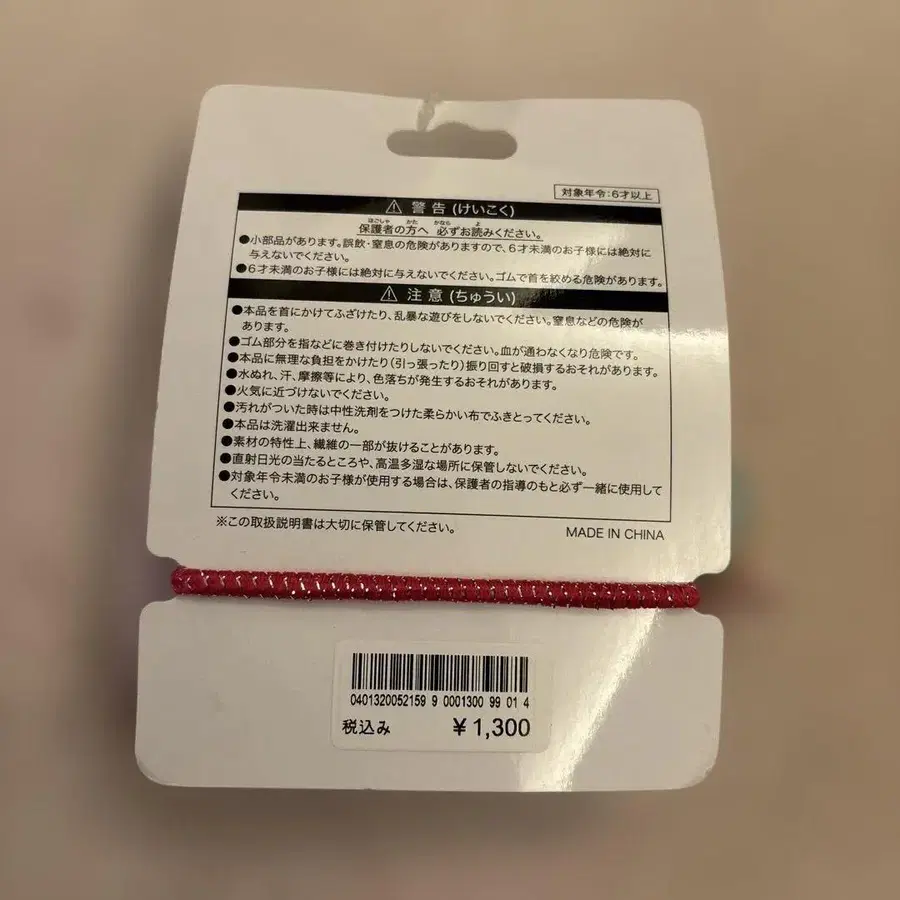 対象年令:6才以上
⚠ 警告 (けいこく)
保護者の方へ 必ずお読みください。
●小部品があります。誤飲・窒息の危険がありますので、6才未満のお子様には絶対に
与えないでください。
●6才未満のお子様には絶対に与えないでください。ゴムで首を絞める危険があります。
⚠ 注意 (ちゅうい)
●本品を首にかけてふざけたり、乱暴な遊びをしないでください。窒息などの危険が
あります。
●ゴム部分を指などに巻き付けたりしないでください。血が通わなくなり危険です。
●本品に無理な負担をかけたり(引っ張ったり)振り回すと破損するおそれがあります。
●水ぬれ、汗、摩擦等により、色落ちが発生するおそれがあります。
●火気に近づけないでください。
●汚れがついた時は中性洗剤をつけた柔らかい布でふきとってください。
●本品は洗濯出来ません。
●素材の特性上、繊維の一部が抜けることがあります。
●直射日光の当たるところや、高温多湿な場所に保管しないでください。
●対象年令未満のお子様が使用する場合は、保護者の指導のもと必ず一緒に使用して
ください。
※この取扱説明書は大切に保管してください。
MADE IN CHINA
0401320052159 9 0001300 99 01 4
税込み ¥1,300